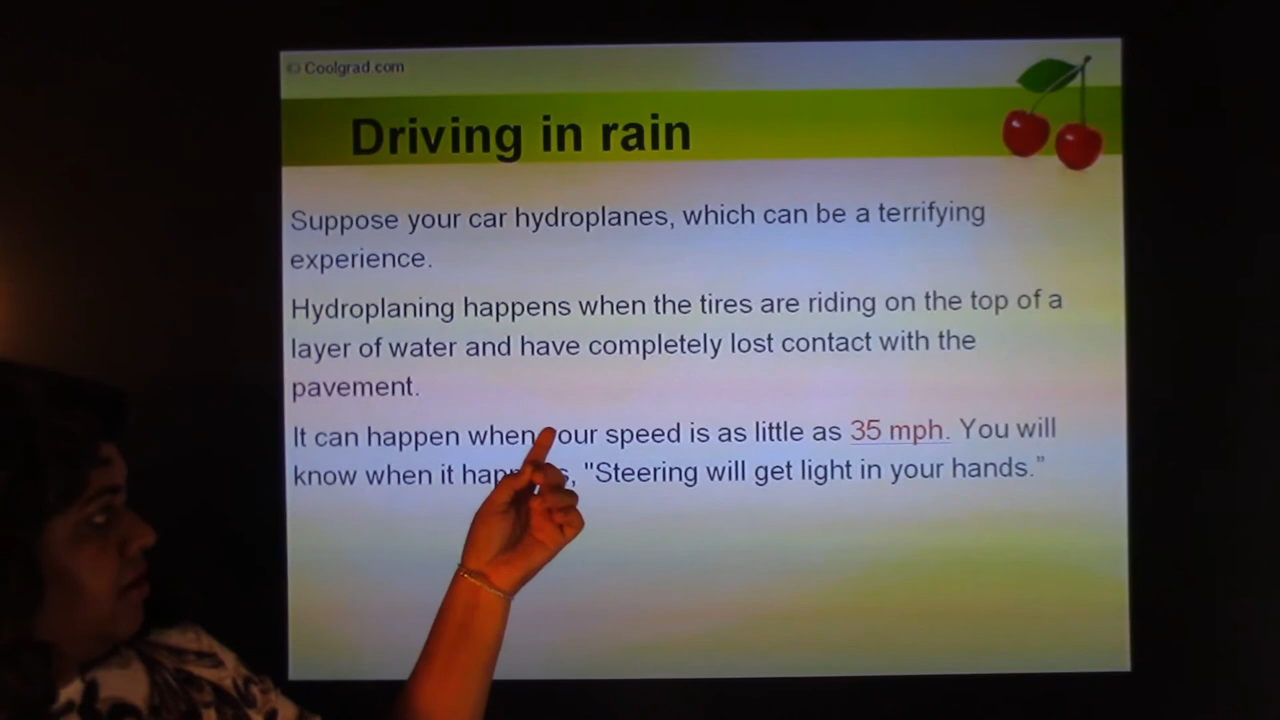 © Coolgrad.com
Driving in rain
Suppose your car hydroplanes, which can be a terrifying
experience.
Hydroplaning happens when the tires are riding on the top of a
layer of water and have completely lost contact with the
pavement.
It can happen when your speed is as little as 35 mph. You will
know when it happens, "Steering will get light in your hands.”